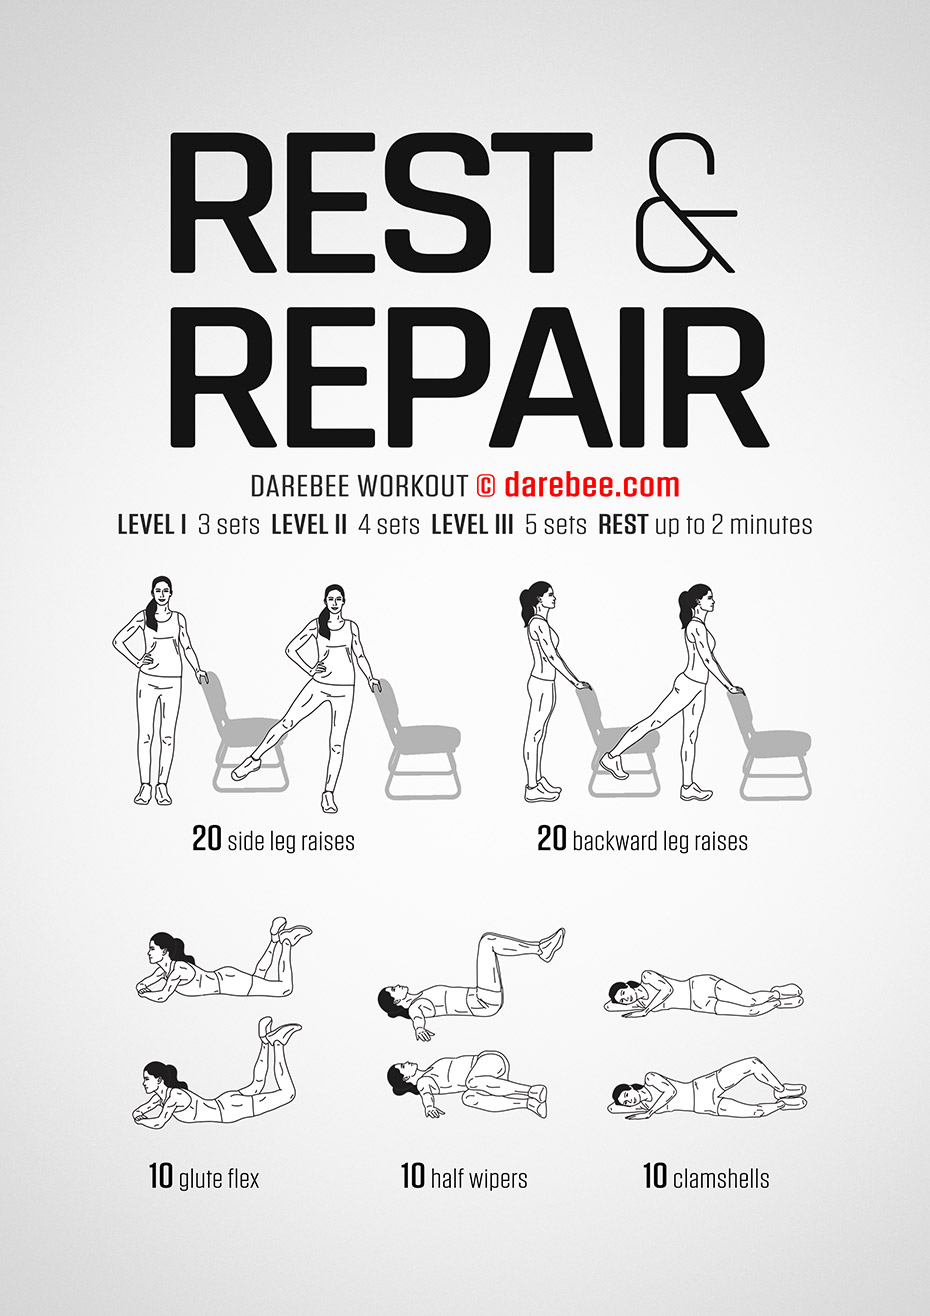 REST &
REPAIR
DAREBEE WORKOUT © darebee.com
LEVEL I 3 sets LEVEL II 4 sets LEVEL III 5 sets REST up to 2 minutes
20 side leg raises
20 backward leg raises
10 glute flex
10 half wipers
10 clamshells